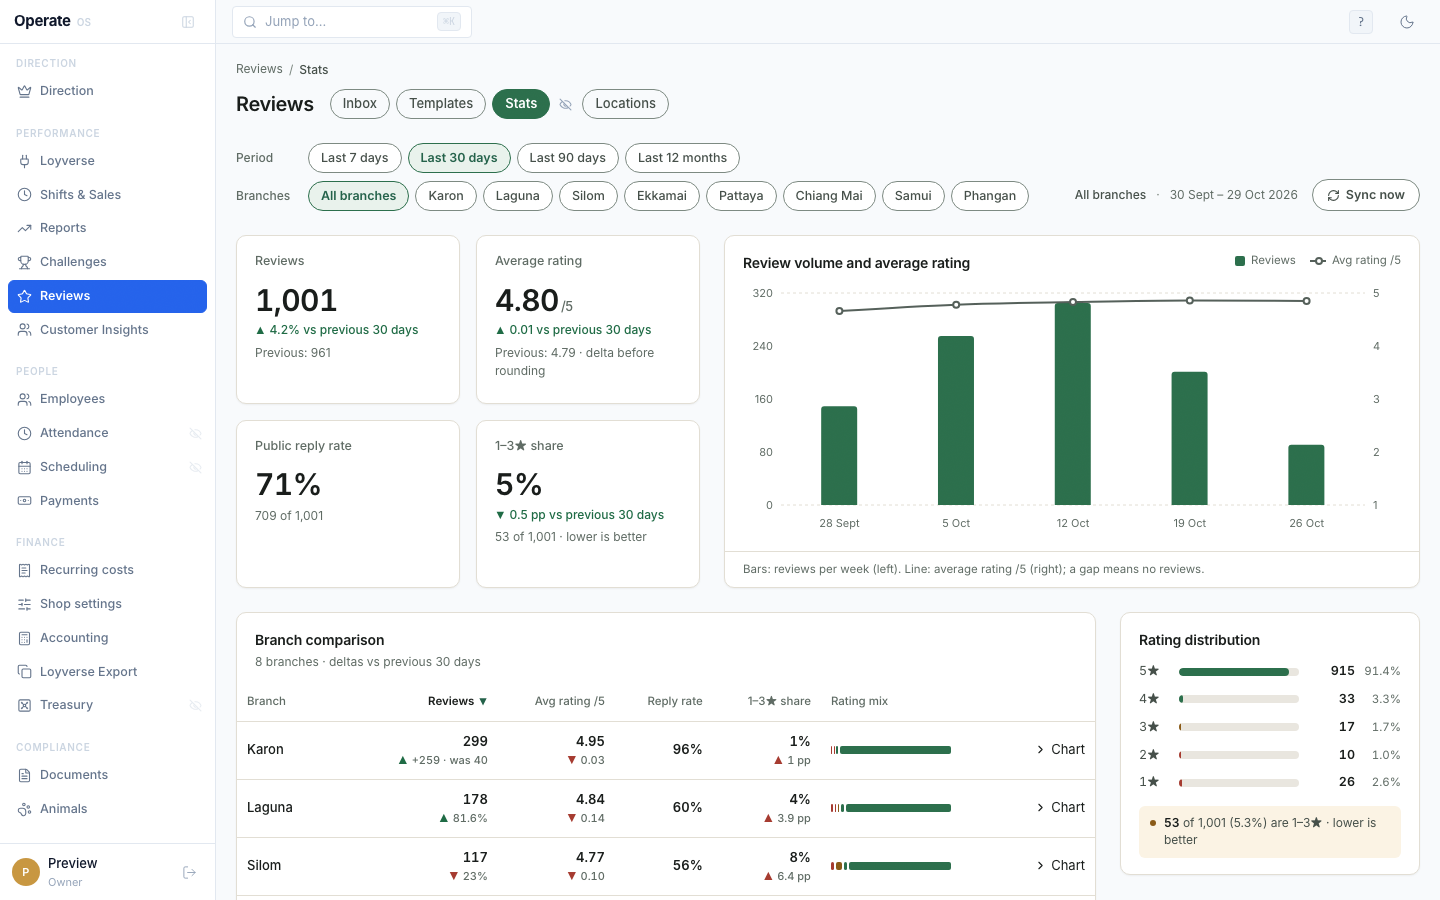 Operate OS
Jump to...
⌘K
?
DIRECTION
Direction
PERFORMANCE
Loyverse
Shifts & Sales
Reports
Challenges
Reviews
Customer Insights
PEOPLE
Employees
Attendance
Scheduling
Payments
FINANCE
Recurring costs
Shop settings
Accounting
Loyverse Export
Treasury
COMPLIANCE
Documents
Animals
P
Preview
Owner
Reviews / Stats
Reviews
Inbox
Templates
Stats
Locations
Period
Last 7 days
Last 30 days
Last 90 days
Last 12 months
Branches
All branches
Karon
Laguna
Silom
Ekkamai
Pattaya
Chiang Mai
Samui
Phangan
All branches · 30 Sept – 29 Oct 2026
Sync now
Reviews
1,001
▲ 4.2% vs previous 30 days
Previous: 961
Average rating
4.80/5
▲ 0.01 vs previous 30 days
Previous: 4.79 · delta before
rounding
Public reply rate
71%
709 of 1,001
1–3★ share
5%
▼ 0.5 pp vs previous 30 days
53 of 1,001 · lower is better
Review volume and average rating
Reviews
Avg rating /5
320
240
160
80
0
5
4
3
2
1
28 Sept
5 Oct
12 Oct
19 Oct
26 Oct
Bars: reviews per week (left). Line: average rating /5 (right); a gap means no reviews.
Branch comparison
8 branches · deltas vs previous 30 days
Branch Reviews ▼ Avg rating /5 Reply rate 1–3★ share Rating mix
Karon 299 4.95 96% 1% › Chart
▲ +259 · was 40 ▼ 0.03 ▲ 1 pp
Laguna 178 4.84 60% 4% › Chart
▲ 81.6% ▼ 0.14 ▲ 3.9 pp
Silom 117 4.77 56% 8% › Chart
▼ 23% ▼ 0.10 ▲ 6.4 pp
Rating distribution
5★ 915 91.4%
4★ 33 3.3%
3★ 17 1.7%
2★ 10 1.0%
1★ 26 2.6%
53 of 1,001 (5.3%) are 1–3★ · lower is
better